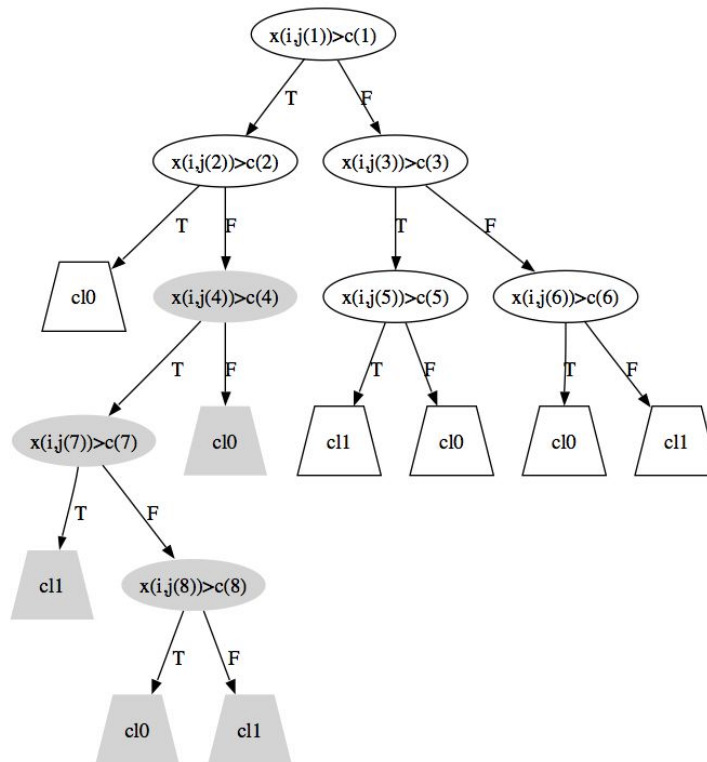 x(i,j(1))>c(1)
T F
x(i,j(2))>c(2) x(i,j(3))>c(3)
T F T F
cl0 x(i,j(4))>c(4) x(i,j(5))>c(5) x(i,j(6))>c(6)
T F T F T F
x(i,j(7))>c(7) cl0 cl1 cl0 cl0 cl1
T F
cl1 x(i,j(8))>c(8)
T F
cl0 cl1